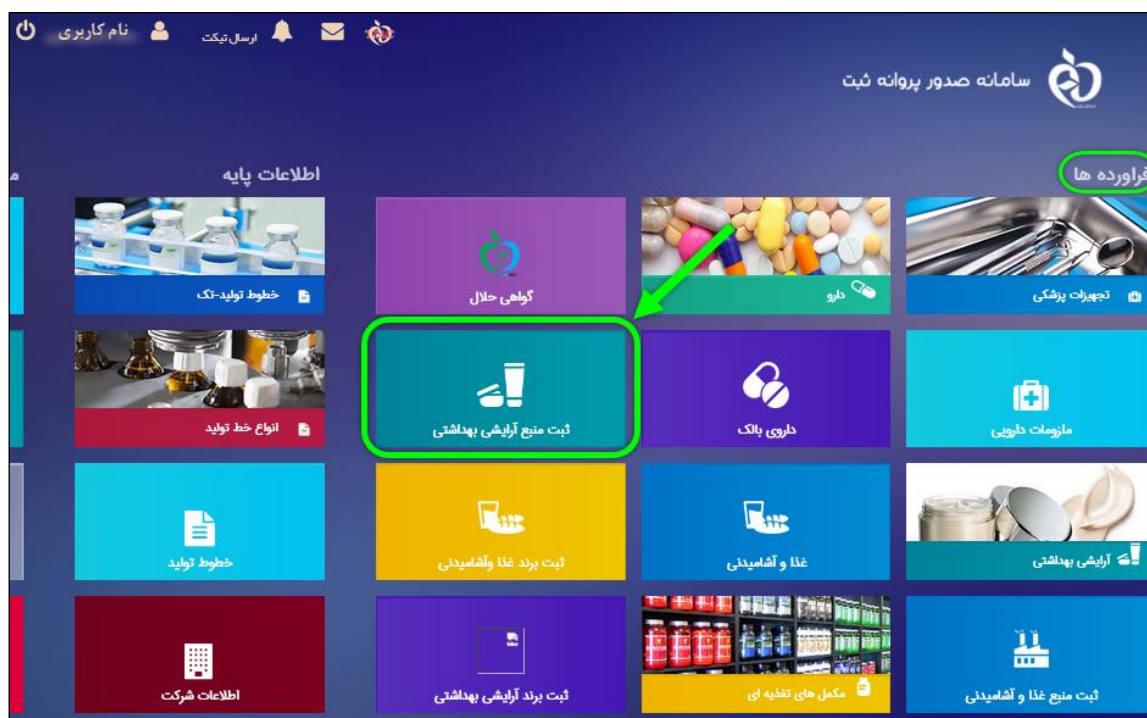 نام کاربری
ارسال تیکت
سامانه صدور پروانه ثبت
فراورده ها
اطلاعات پایه
تجهیزات پزشکی
دارو
گواهی حلال
خطوط تولید-تک
ملزومات دارویی
داروی بالک
ثبت منبع آرایشی بهداشتی
انواع خط تولید
آرایشی بهداشتی
غذا و آشامیدنی
ثبت برند غذا وآشامیدنی
خطوط تولید
ثبت منبع غذا و آشامیدنی
مکمل های تغذیه ای
ثبت برند آرایشی بهداشتی
اطلاعات شرکت